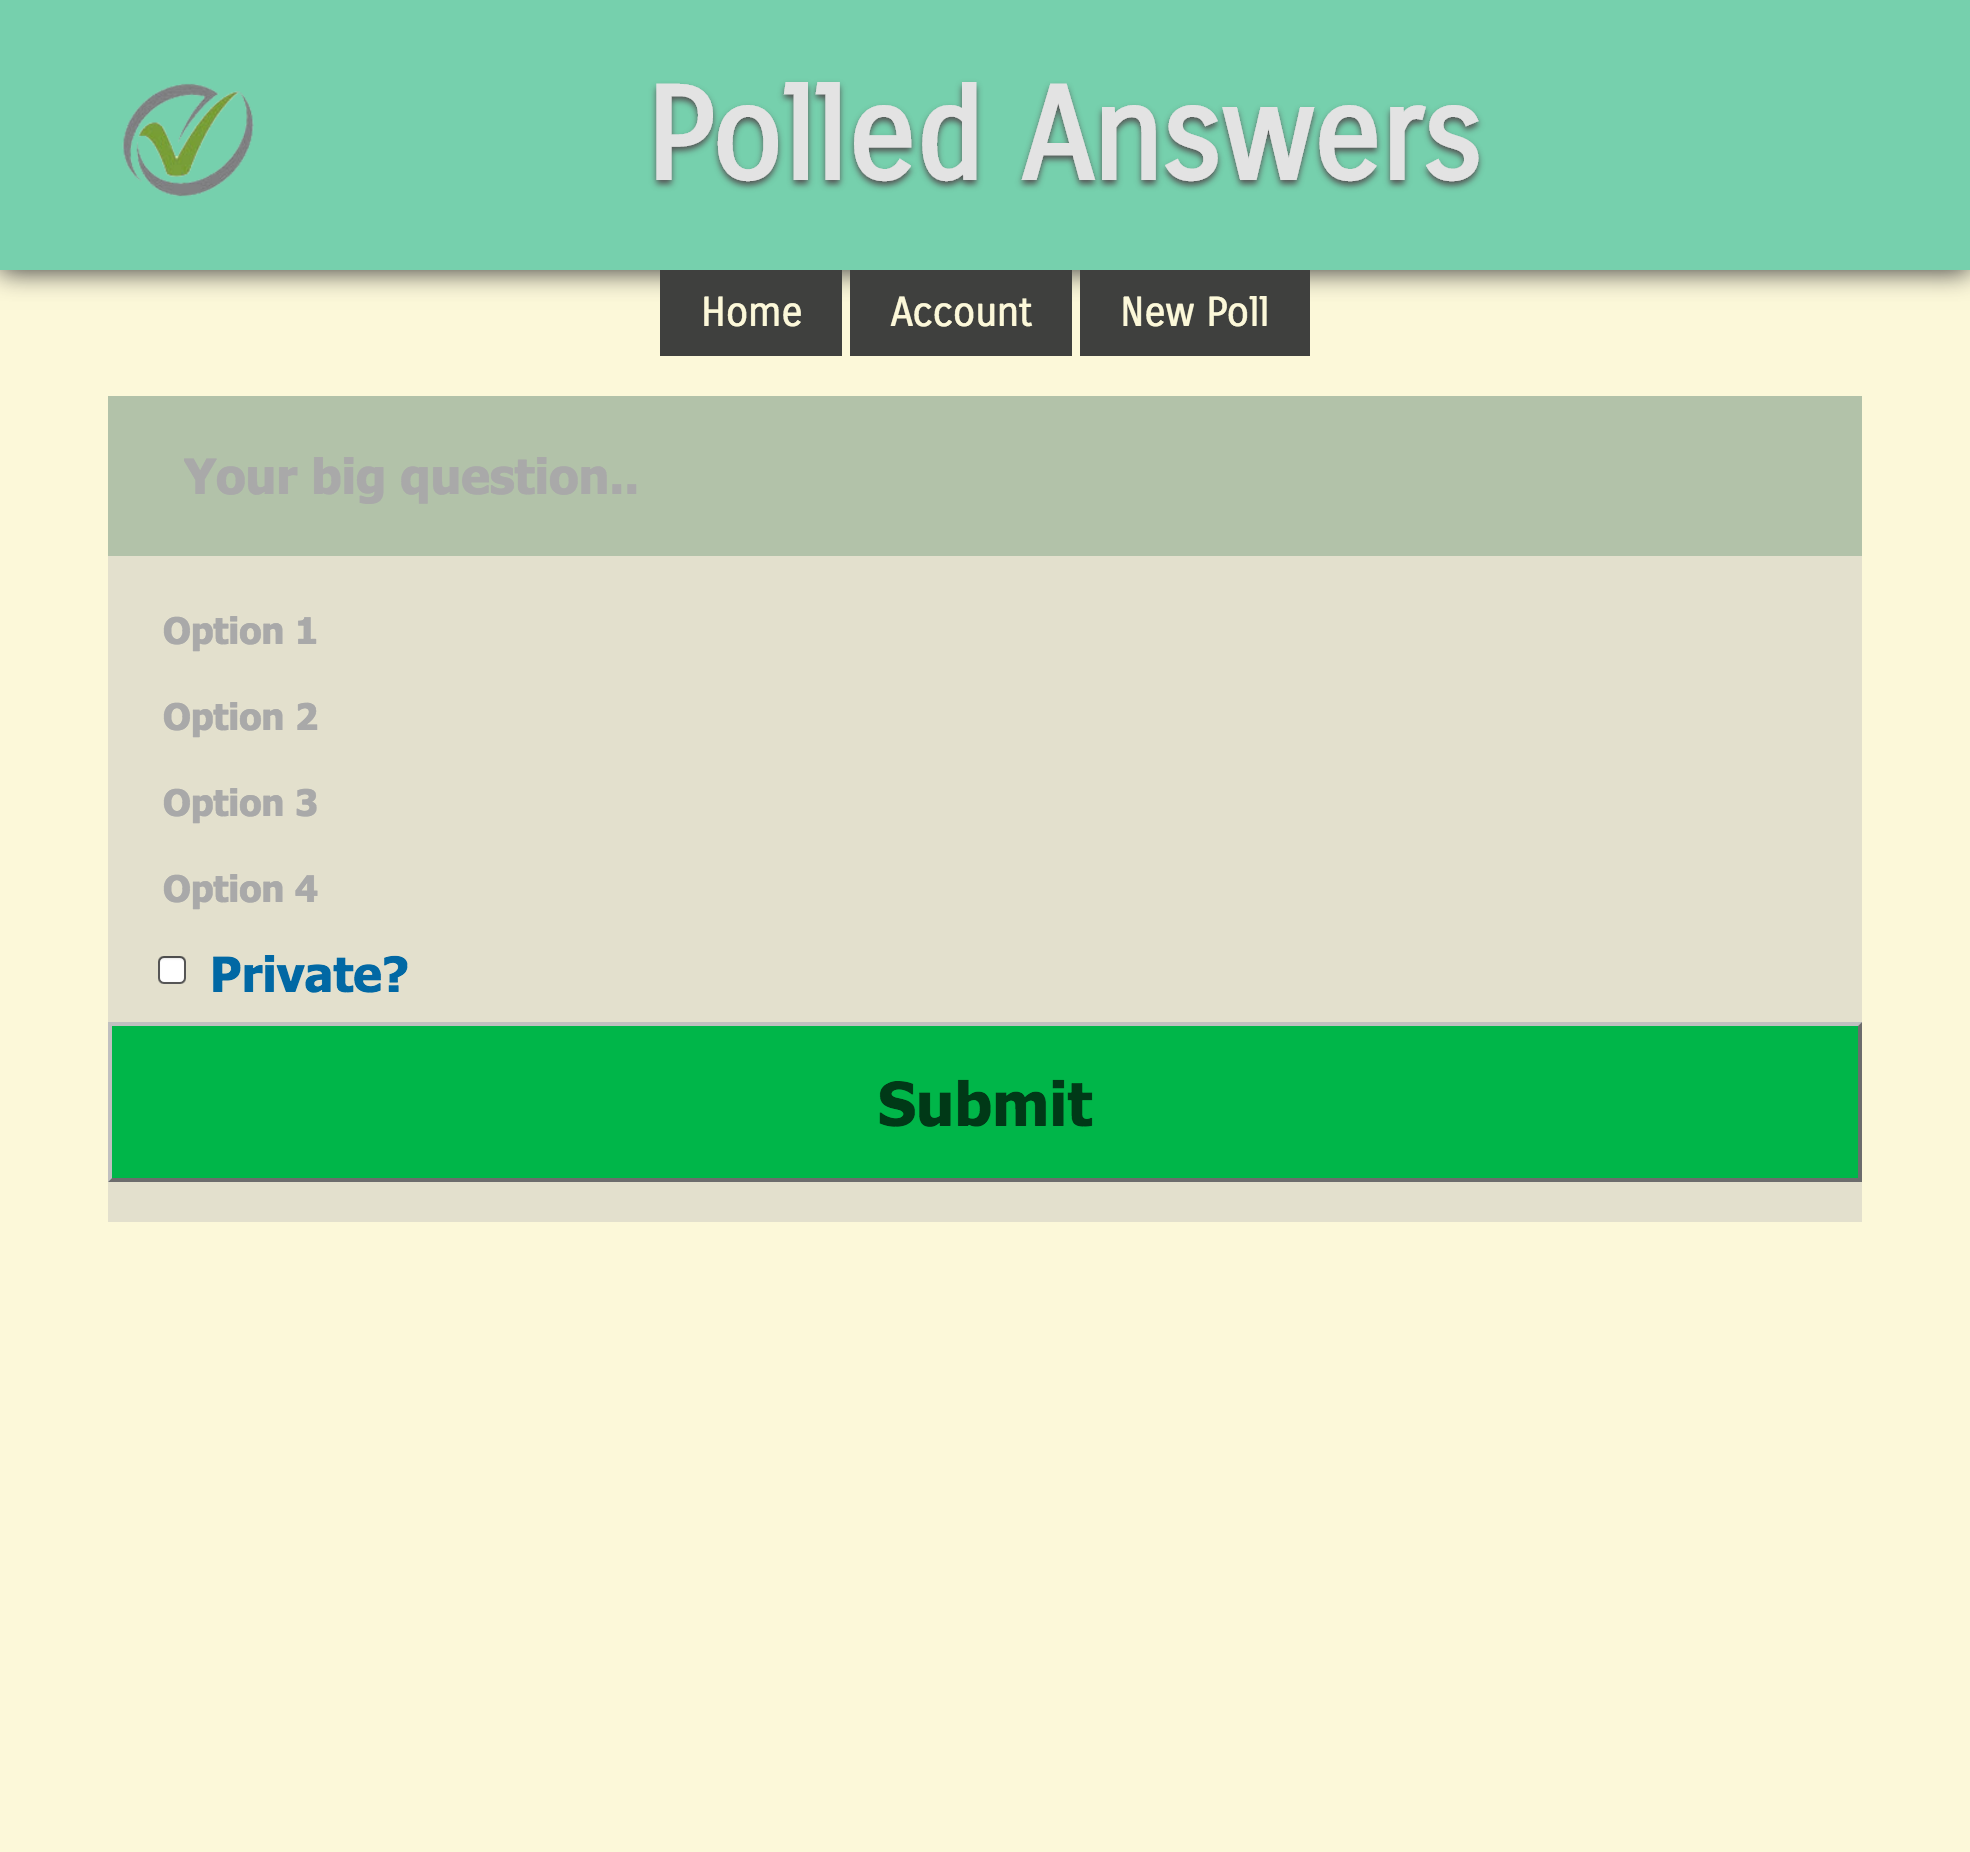 Polled Answers
Home Account New Poll
Your big question..
Option 1
Option 2
Option 3
Option 4
Private?
Submit